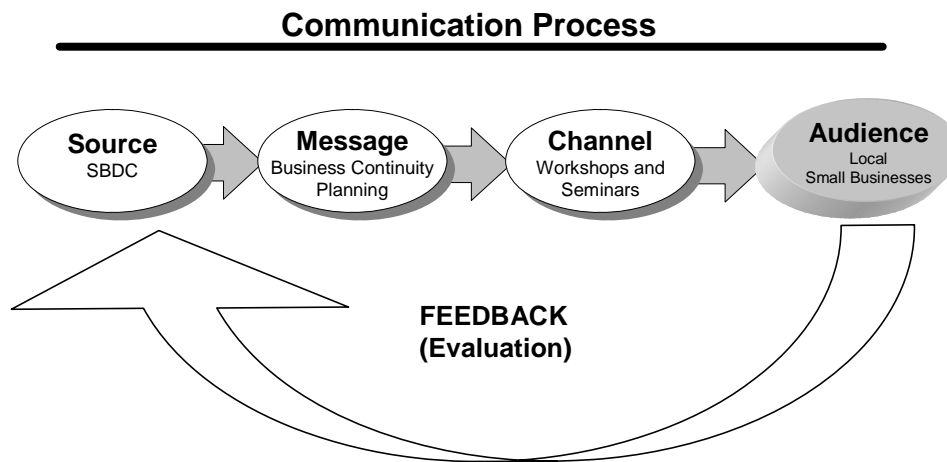 Communication Process
Source
SBDC
Message
Business Continuity
Planning
Channel
Workshops and
Seminars
Audience
Local
Small Businesses
FEEDBACK
(Evaluation)